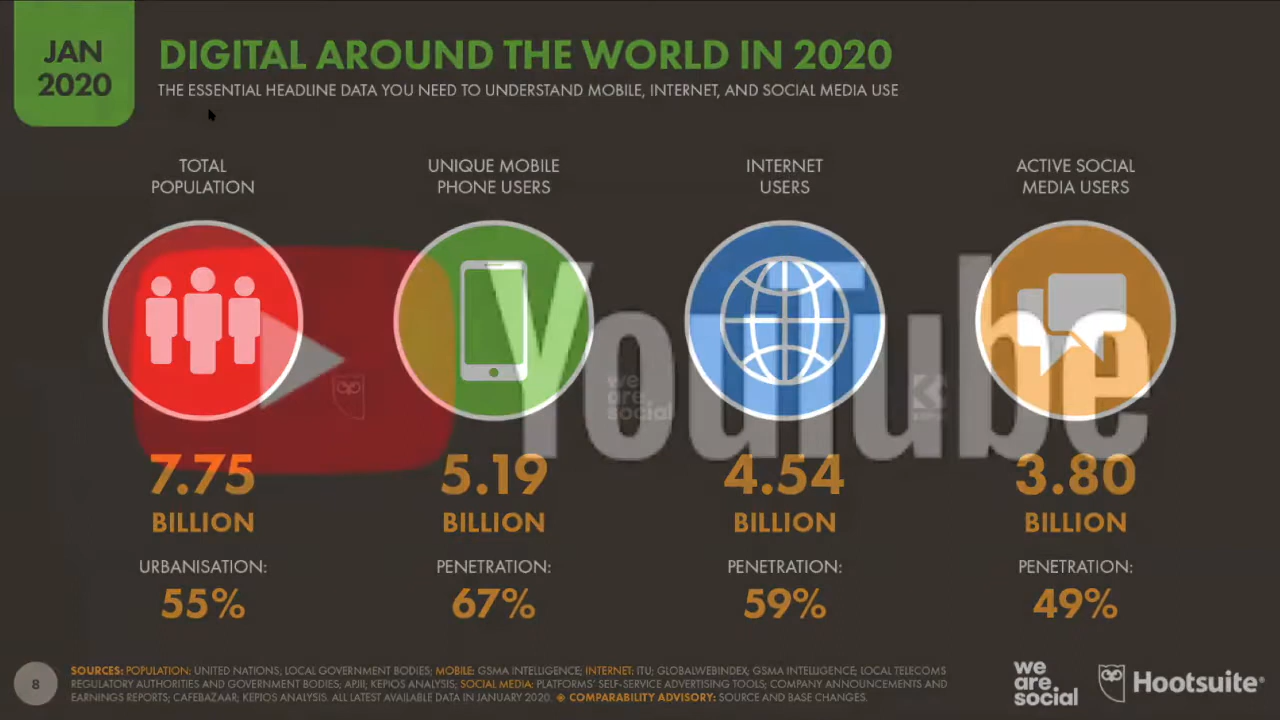 JAN
2020
DIGITAL AROUND THE WORLD IN 2020
THE ESSENTIAL HEADLINE DATA YOU NEED TO UNDERSTAND MOBILE, INTERNET, AND SOCIAL MEDIA USE
TOTAL
POPULATION
UNIQUE MOBILE
PHONE USERS
INTERNET
USERS
ACTIVE SOCIAL
MEDIA USERS
YouTube
we
are
social
7.75
BILLION
5.19
BILLION
4.54
BILLION
3.80
BILLION
URBANISATION:
55%
PENETRATION:
67%
PENETRATION:
59%
PENETRATION:
49%
8
SOURCES: POPULATION: UNITED NATIONS; LOCAL GOVERNMENT BODIES; MOBILE: GSMA INTELLIGENCE; INTERNET: ITU; GLOBALWEBINDEX; GSMA INTELLIGENCE; LOCAL TELECOMS
REGULATORY AUTHORITIES AND GOVERNMENT BODIES; APJII; KEPIOS ANALYSIS; SOCIAL MEDIA: PLATFORMS' SELF-SERVICE ADVERTISING TOOLS; COMPANY ANNOUNCEMENTS AND
EARNINGS REPORTS; CAFEBAZAAR; KEPIOS ANALYSIS. ALL LATEST AVAILABLE DATA IN JANUARY 2020. COMPARABILITY ADVISORY: SOURCE AND BASE CHANGES.
we
are
social
Hootsuite®